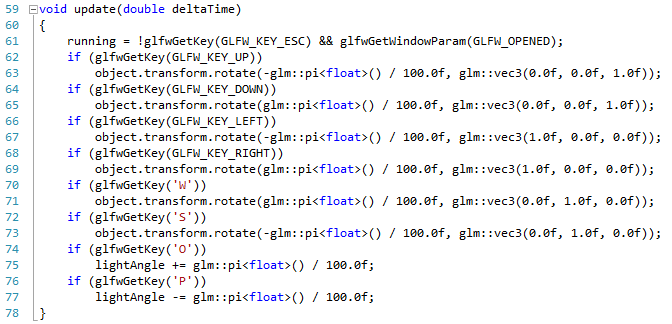 59 void update(double deltaTime)
60 {
61     running = !glfwGetKey(GLFW_KEY_ESC) && glfwGetWindowParam(GLFW_OPENED);
62     if (glfwGetKey(GLFW_KEY_UP))
63         object.transform.rotate(-glm::pi<float>() / 100.0f, glm::vec3(0.0f, 0.0f, 1.0f));
64     if (glfwGetKey(GLFW_KEY_DOWN))
65         object.transform.rotate(glm::pi<float>() / 100.0f, glm::vec3(0.0f, 0.0f, 1.0f));
66     if (glfwGetKey(GLFW_KEY_LEFT))
67         object.transform.rotate(-glm::pi<float>() / 100.0f, glm::vec3(1.0f, 0.0f, 0.0f));
68     if (glfwGetKey(GLFW_KEY_RIGHT))
69         object.transform.rotate(glm::pi<float>() / 100.0f, glm::vec3(1.0f, 0.0f, 0.0f));
70     if (glfwGetKey('W'))
71         object.transform.rotate(glm::pi<float>() / 100.0f, glm::vec3(0.0f, 1.0f, 0.0f));
72     if (glfwGetKey('S'))
73         object.transform.rotate(-glm::pi<float>() / 100.0f, glm::vec3(0.0f, 1.0f, 0.0f));
74     if (glfwGetKey('O'))
75         lightAngle += glm::pi<float>() / 100.0f;
76     if (glfwGetKey('P'))
77         lightAngle -= glm::pi<float>() / 100.0f;
78 }